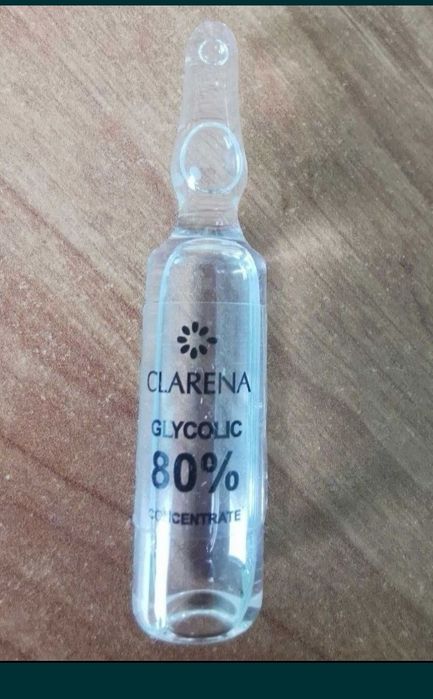 CLARENA
GLYCOLIC
80%
CONCENTRATE